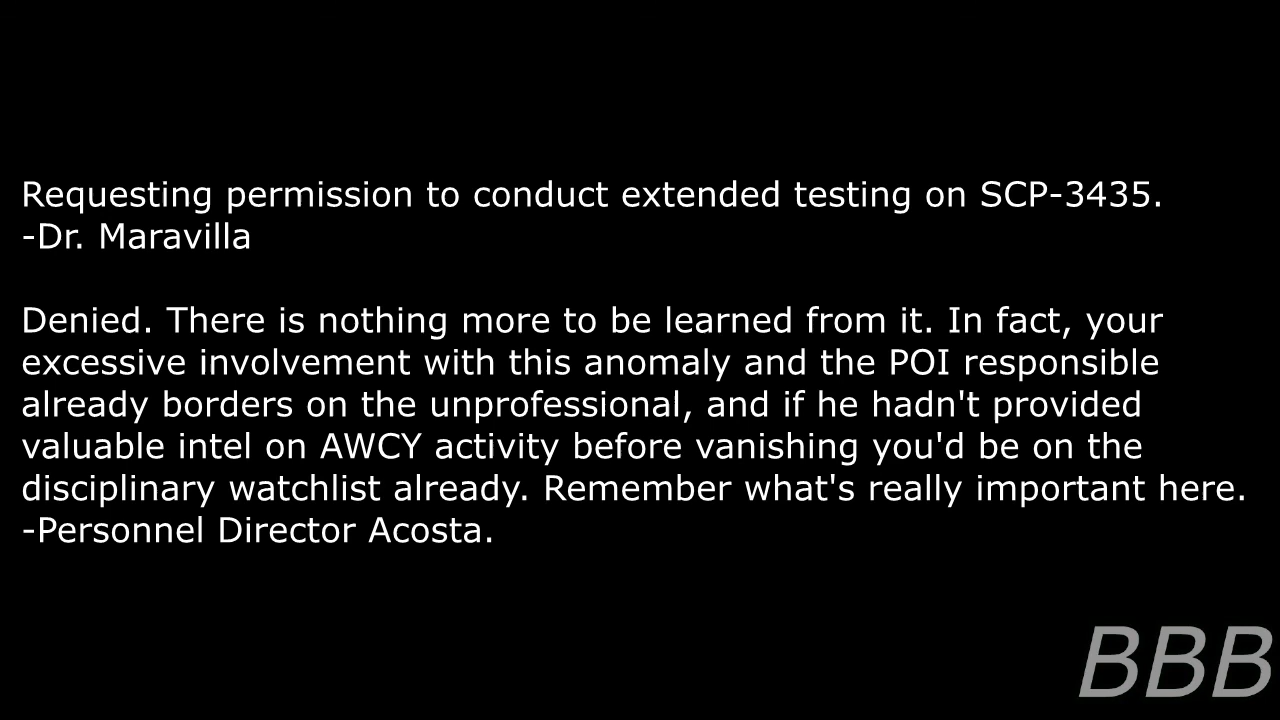 Requesting permission to conduct extended testing on SCP-3435.
-Dr. Maravilla
Denied. There is nothing more to be learned from it. In fact, your
excessive involvement with this anomaly and the POI responsible
already borders on the unprofessional, and if he hadn't provided
valuable intel on AWCY activity before vanishing you'd be on the
disciplinary watchlist already. Remember what's really important here.
-Personnel Director Acosta.
BBB